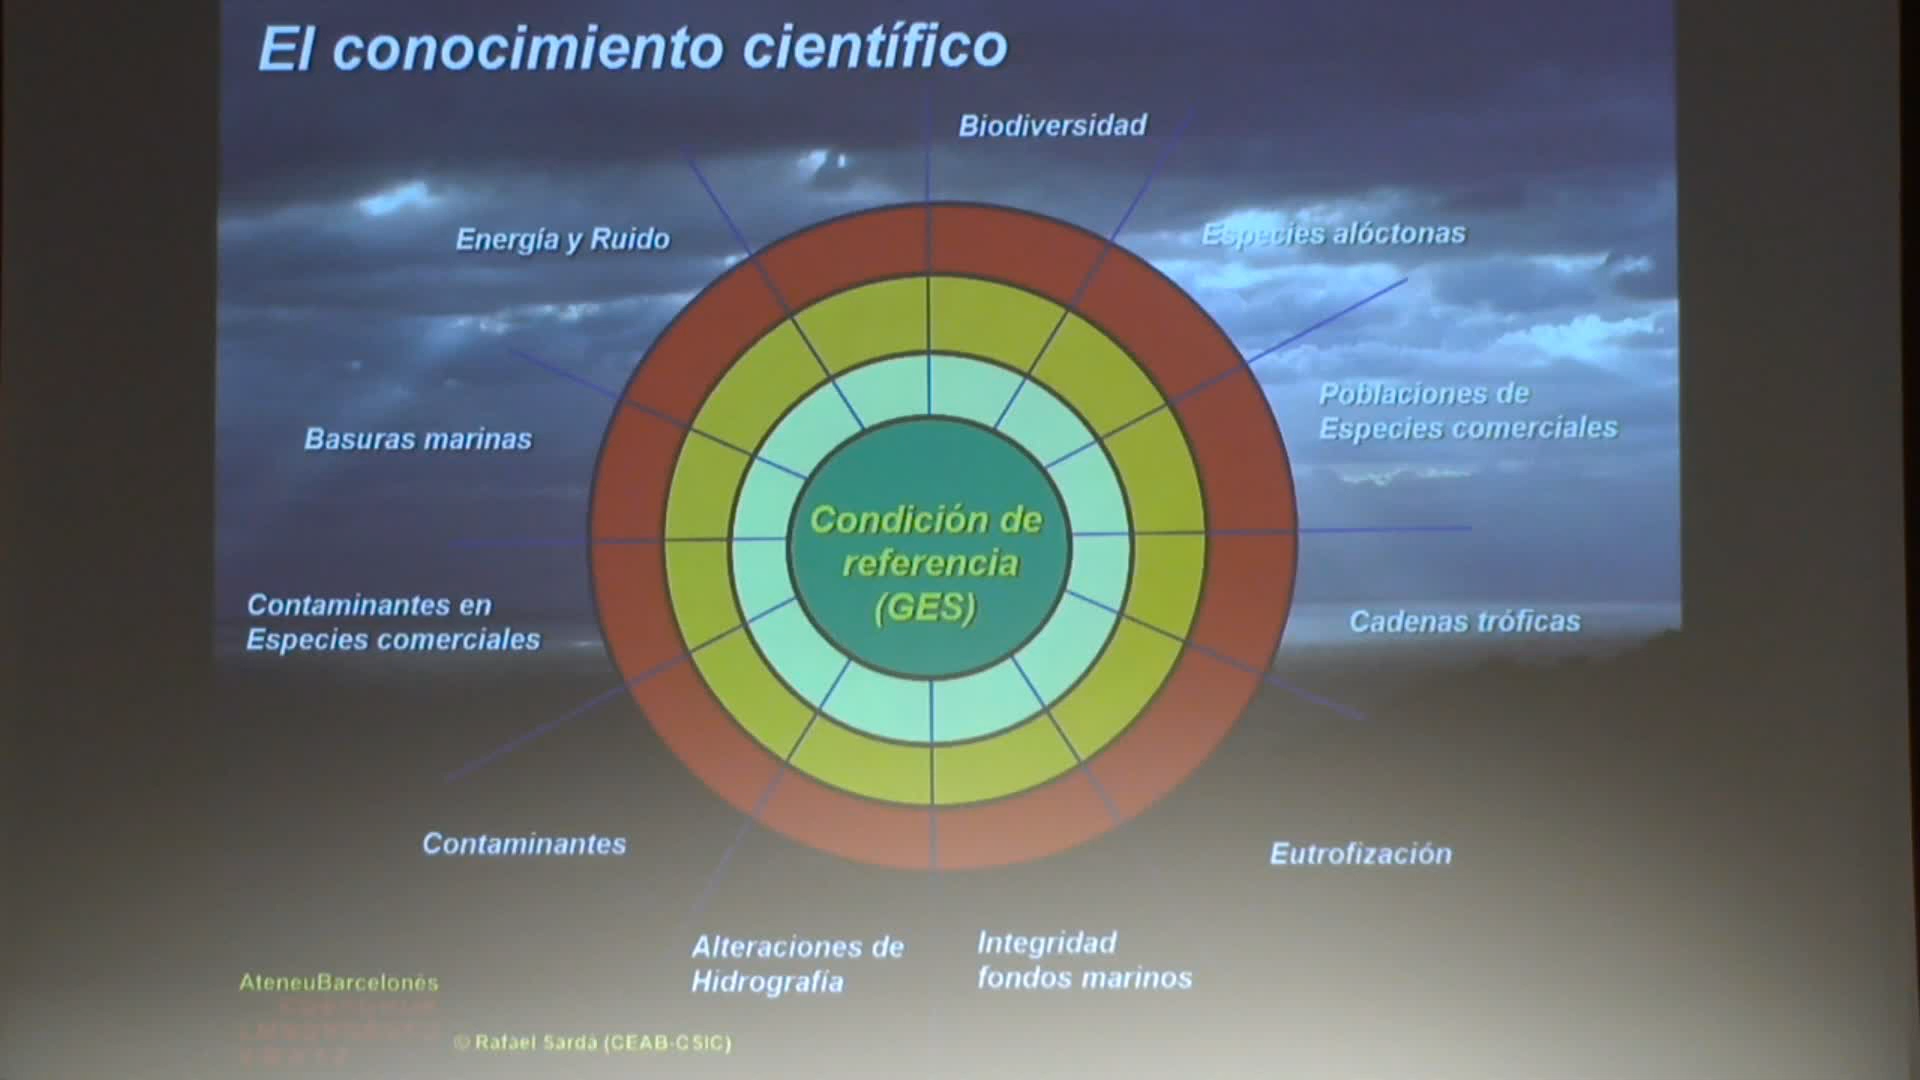 El conocimiento científico
Biodiversidad
Energía y Ruido
Especies alóctonas
Poblaciones de
Especies comerciales
Basuras marinas
Condición de
referencia
(GES)
Contaminantes en
Especies comerciales
Cadenas tróficas
Contaminantes
Eutrofización
Alteraciones de
Hidrografía
Integridad
fondos marinos
AteneuBarcelonès
© Rafael Sardá (CEAB-CSIC)